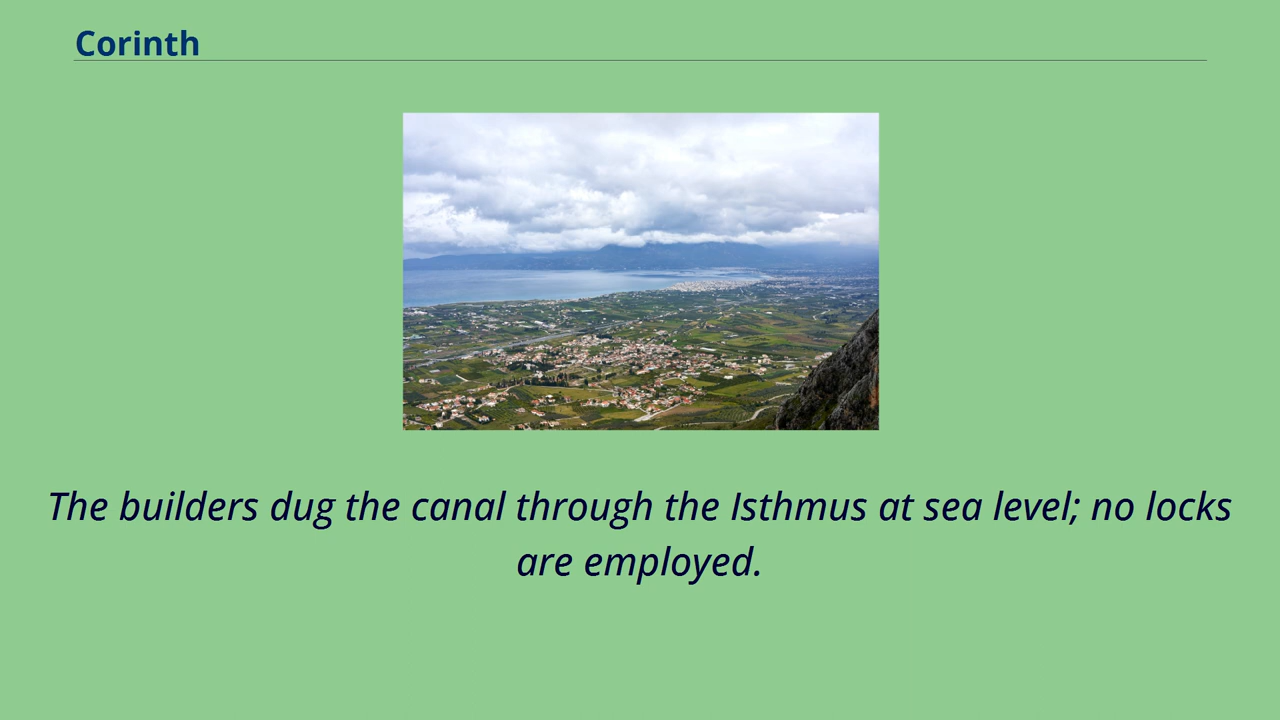 Corinth
The builders dug the canal through the Isthmus at sea level; no locks
are employed.